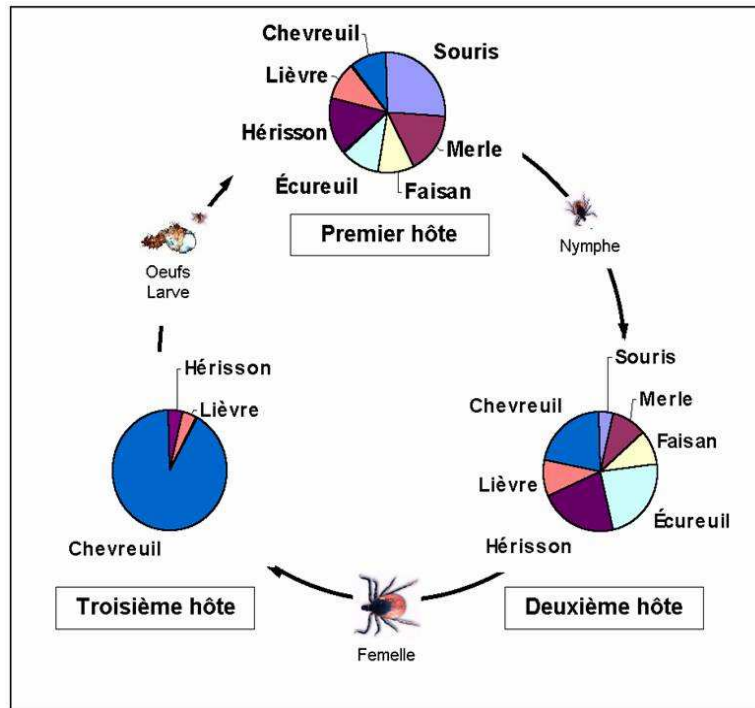 Chevreuil
Souris
Lièvre
Hérisson
Merle
Écureuil
Faisan
Premier hôte
Oeufs
Larve
Nymphe
Hérisson
Lièvre
Chevreuil
Troisième hôte
Souris
Merle
Chevreuil
Faisan
Lièvre
Écureuil
Hérisson
Deuxième hôte
Femelle